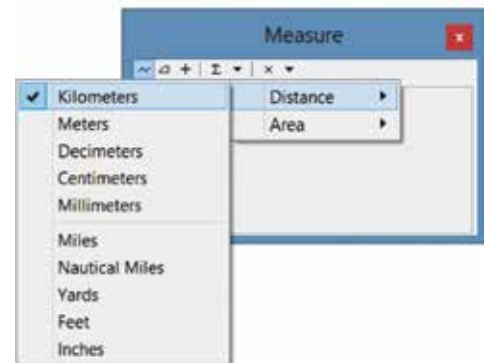 Measure
Kilometers
Meters
Decimeters
Centimeters
Millimeters
Miles
Nautical Miles
Yards
Feet
Inches
Distance
Area